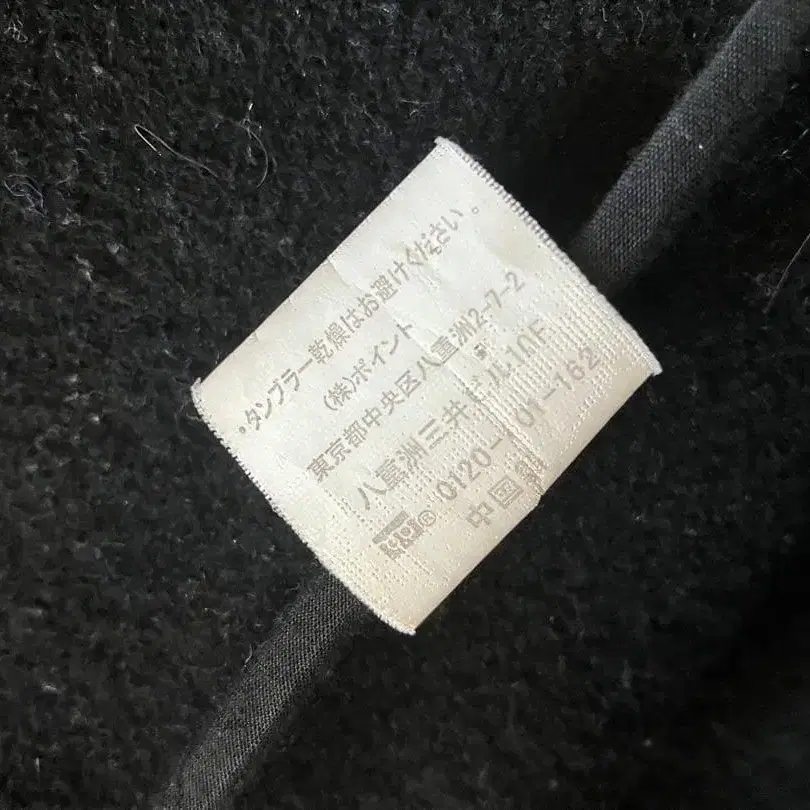 •タンブラー乾燥はお避けください。
(株)ポイント
東京都中央区八重洲2-7-2
八重洲三井ビル10F
®0120-601-162
中国製